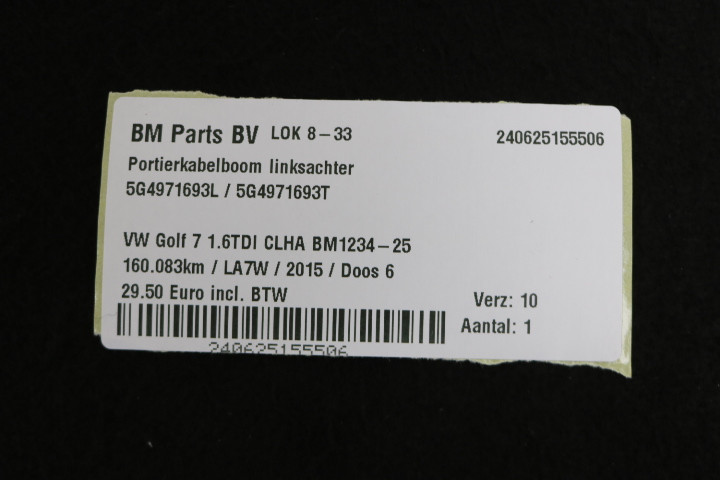 BM Parts BV LOK 8-33 240625155506
Portierkabelboom linksachter
5G4971693L / 5G4971693T
VW Golf 7 1.6TDI CLHA BM1234-25
160.083km / LA7W / 2015 / Doos 6
29.50 Euro incl. BTW Verz: 10
Aantal: 1
240625155506